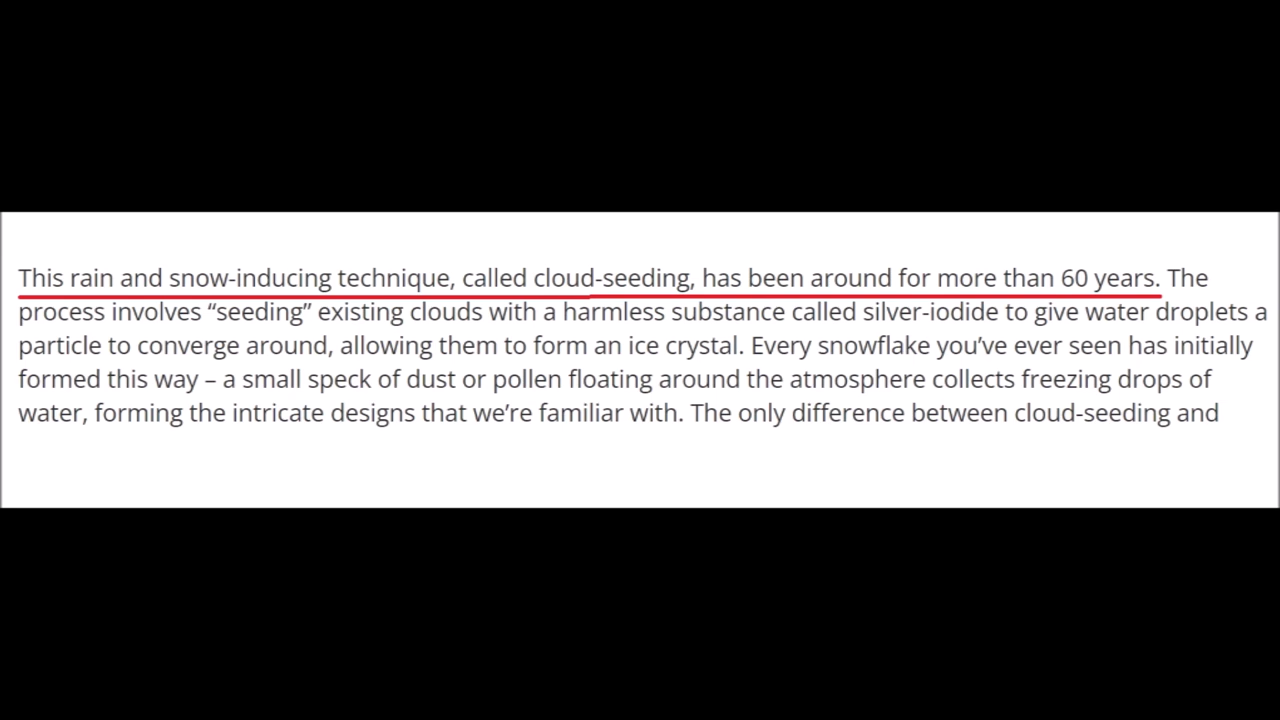 This rain and snow-inducing technique, called cloud-seeding, has been around for more than 60 years. The
process involves “seeding” existing clouds with a harmless substance called silver-iodide to give water droplets a
particle to converge around, allowing them to form an ice crystal. Every snowflake you’ve ever seen has initially
formed this way – a small speck of dust or pollen floating around the atmosphere collects freezing drops of
water, forming the intricate designs that we’re familiar with. The only difference between cloud-seeding and